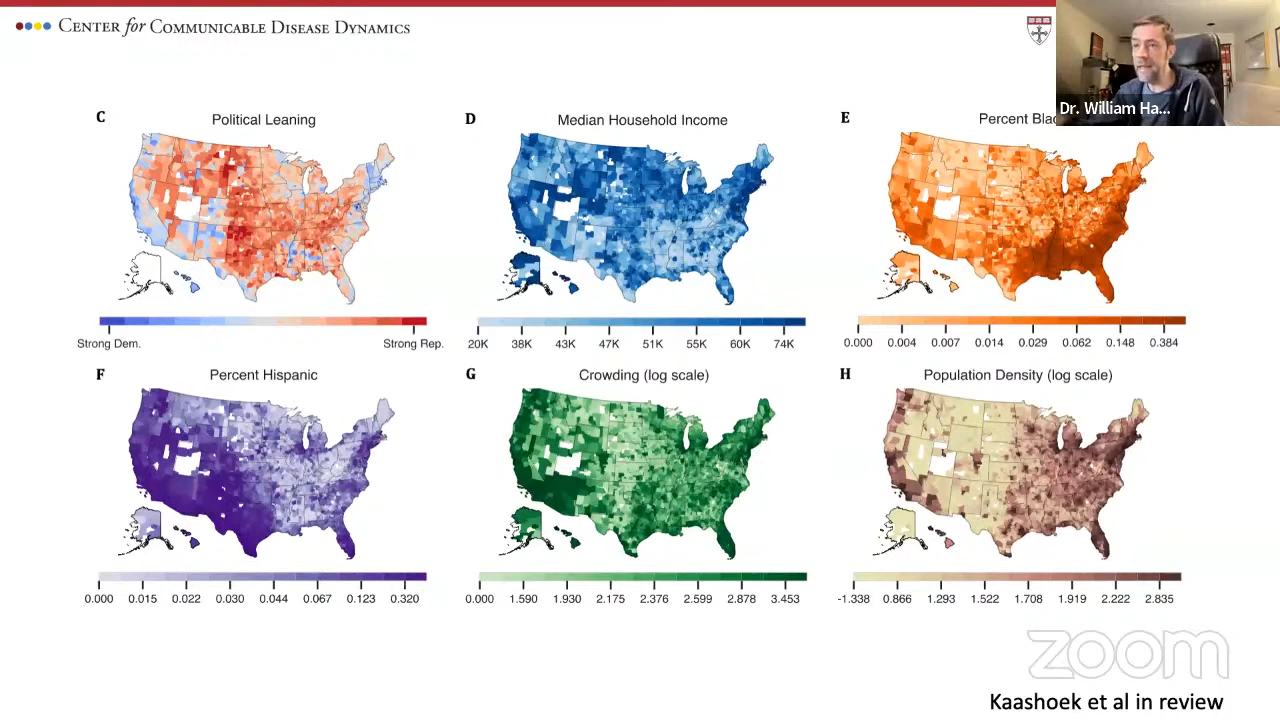 CENTER for COMMUNICABLE DISEASE DYNAMICS
Dr. William Ha...
C Political Leaning
D Median Household Income
E Percent
Strong Dem. Strong Rep.
20K 38K 43K 47K 51K 55K 60K 74K
0.000 0.004 0.007 0.014 0.029 0.062 0.148 0.384
F Percent Hispanic
G Crowding (log scale)
H Population Density (log scale)
0.000 0.015 0.022 0.030 0.044 0.067 0.123 0.320
0.000 1.590 1.930 2.175 2.376 2.599 2.878 3.453
-1.338 0.866 1.293 1.522 1.708 1.919 2.222 2.835
zoom
Kaashoek et al in review